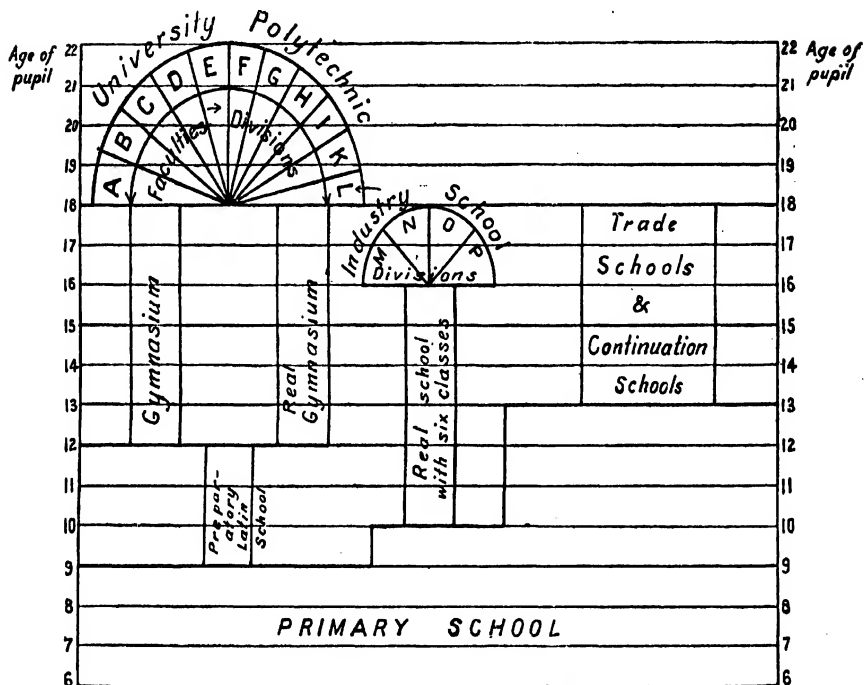 University Polytechnic
Age of pupil
22
21
20
19
18
17
16
15
14
13
12
11
10
9
8
7
6
A B C D E F G H I K L
Faculties Divisions
Industry School
M N O P
Divisions
Gymnasium
Real
Gymnasium
Real school
with six classes
Prepar-
atory
Latin
School
Trade
Schools
&
Continuation
Schools
PRIMARY SCHOOL
22
21
20
19
18
17
16
15
14
13
12
11
10
9
8
7
6
Age of pupil